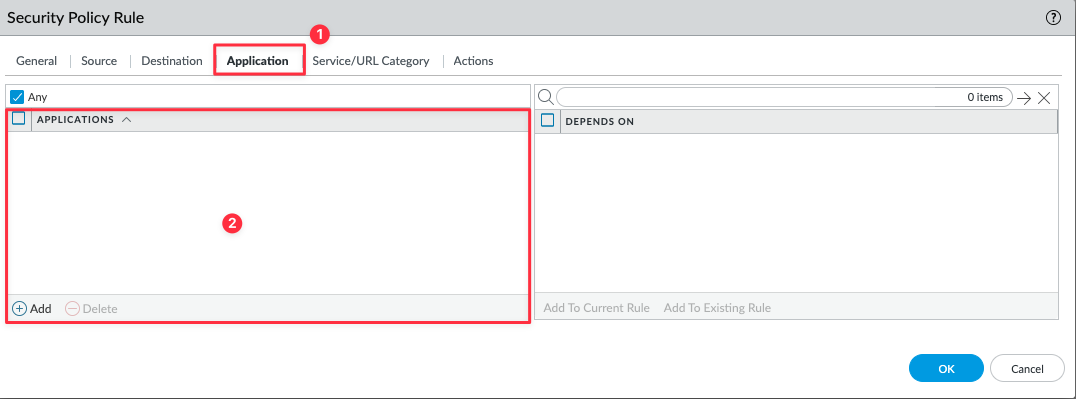 Security Policy Rule ?
1
General Source Destination Application Service/URL Category Actions
Any
0 items
APPLICATIONS
DEPENDS ON
2
Add Delete
Add To Current Rule Add To Existing Rule
OK Cancel